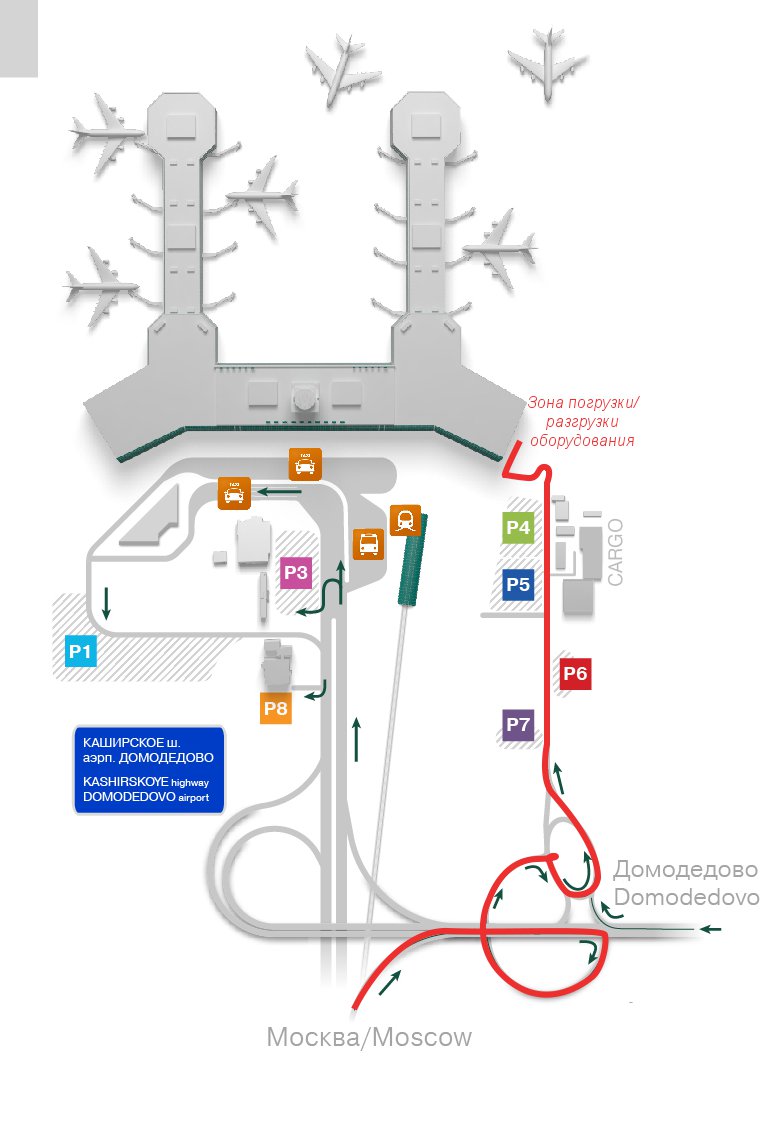 Зона погрузки/
разгрузки
оборудования
TAXI
TAXI
P4
CARGO
P3
P5
P1
P6
P8
P7
КАШИРСКОЕ ш.
аэрп. ДОМОДЕДОВО
KASHIRSKOYE highway
DOMODEDOVO airport
Домодедово
Domodedovo
Москва/Moscow